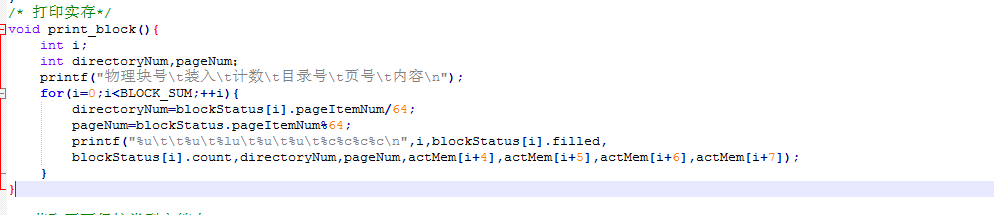 /* 打印实存*/
void print_block(){
int i;
int directoryNum,pageNum;
printf("物理块号\t装入\t计数\t目录号\t页号\t内容\n");
for(i=0;i<BLOCK_SUM;++i){
directoryNum=blockStatus[i].pageItemNum/64;
pageNum=blockStatus.pageItemNum%64;
printf("%u\t\t%u\t%lu\t%u\t%u\t%c%c%c%c\n",i,blockStatus[i].filled,
blockStatus[i].count,directoryNum,pageNum,actMem[i+4],actMem[i+5],actMem[i+6],actMem[i+7]);
}
}